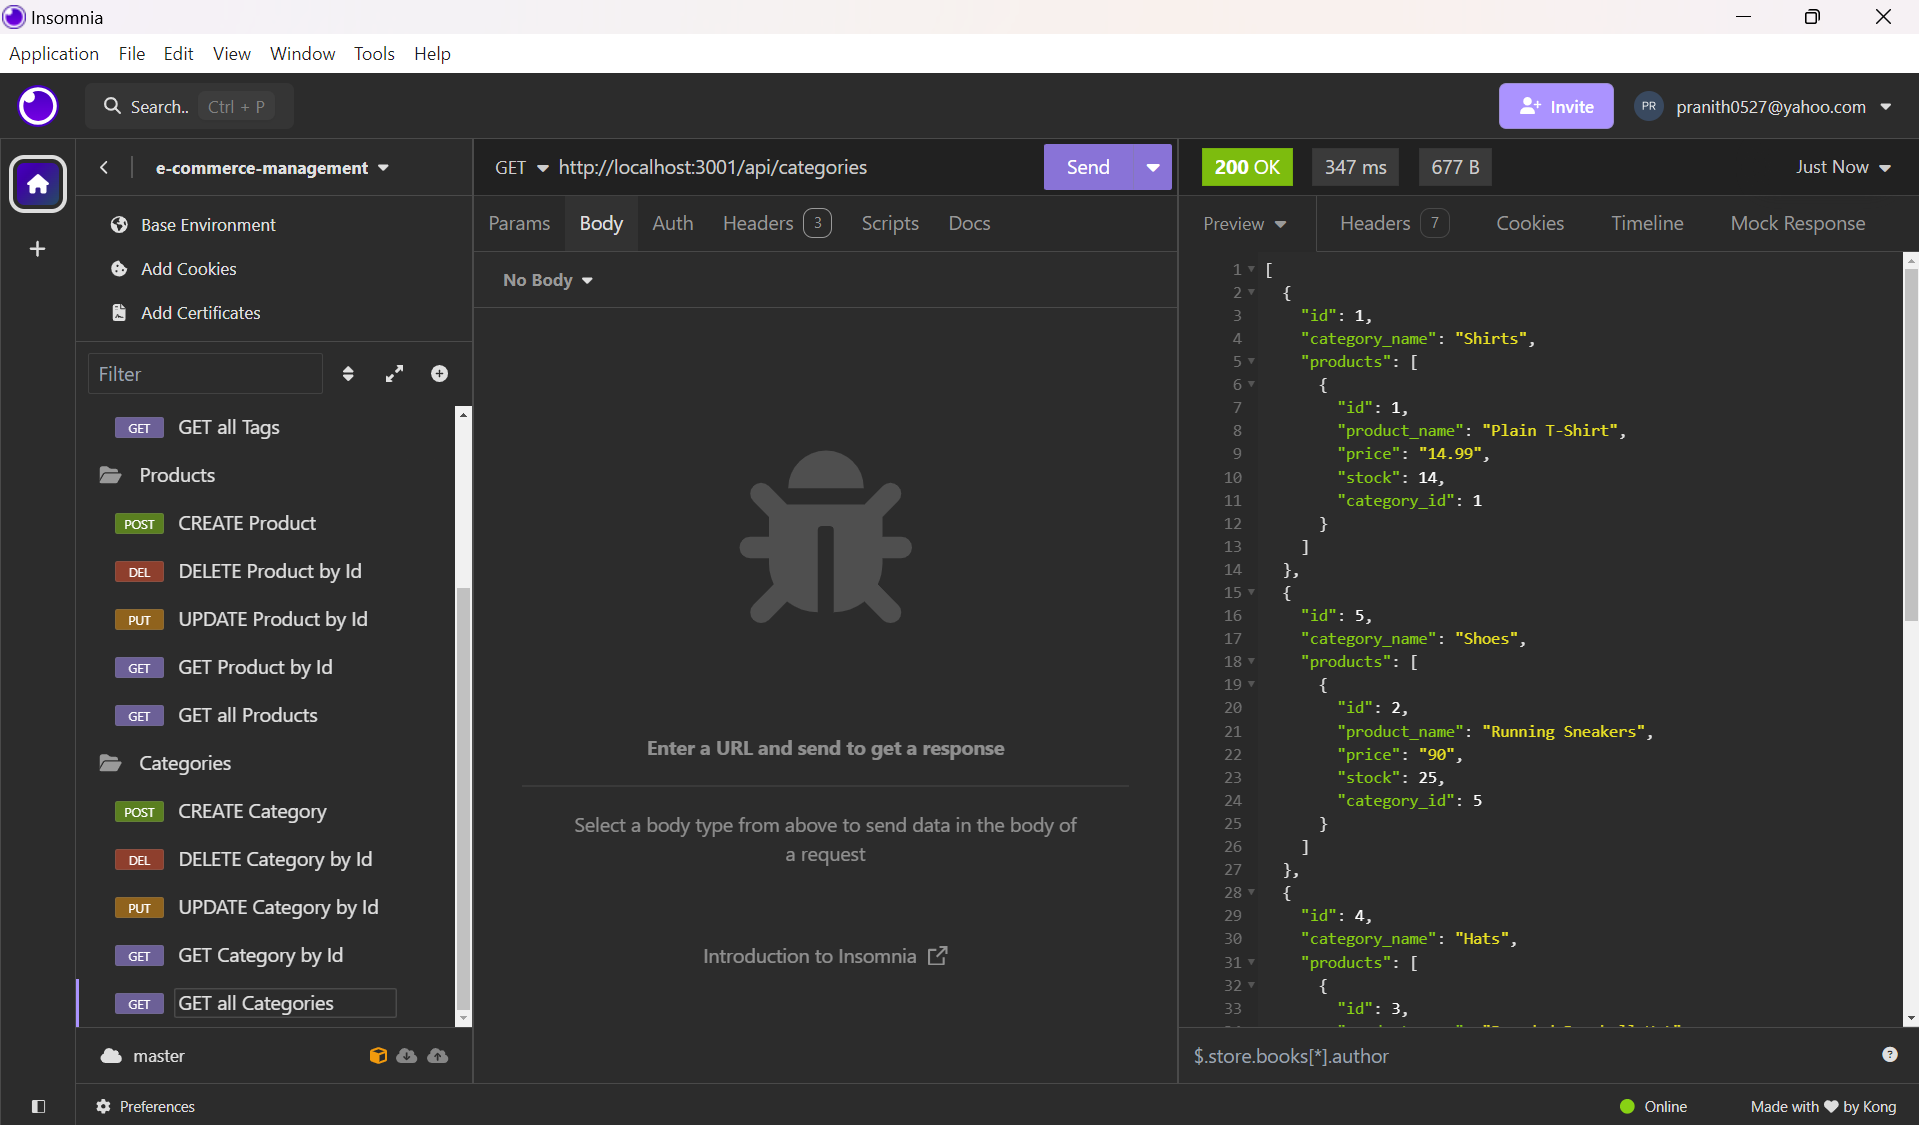 Insomnia
Application File Edit View Window Tools Help
Search.. Ctrl + P
Invite
PR
pranith0527@yahoo.com
e-commerce-management
Base Environment
Add Cookies
Add Certificates
Filter
GET GET all Tags
Products
POST CREATE Product
DEL DELETE Product by Id
PUT UPDATE Product by Id
GET GET Product by Id
GET GET all Products
Categories
POST CREATE Category
DEL DELETE Category by Id
PUT UPDATE Category by Id
GET GET Category by Id
GET GET all Categories
master
Preferences
GET http://localhost:3001/api/categories
Send
Params Body Auth Headers 3 Scripts Docs
No Body
Enter a URL and send to get a response
Select a body type from above to send data in the body of
a request
Introduction to Insomnia
200 OK 347 ms 677 B
Just Now
Preview Headers 7 Cookies Timeline Mock Response
1 [
2 {
3 "id": 1,
4 "category_name": "Shirts",
5 "products": [
6 {
7 "id": 1,
8 "product_name": "Plain T-Shirt",
9 "price": "14.99",
10 "stock": 14,
11 "category_id": 1
12 }
13 ]
14 },
15 {
16 "id": 5,
17 "category_name": "Shoes",
18 "products": [
19 {
20 "id": 2,
21 "product_name": "Running Sneakers",
22 "price": "90",
23 "stock": 25,
24 "category_id": 5
25 }
26 ]
27 },
28 {
29 "id": 4,
30 "category_name": "Hats",
31 "products": [
32 {
33 "id": 3,
$.store.books[*].author
Online
Made with ♥ by Kong